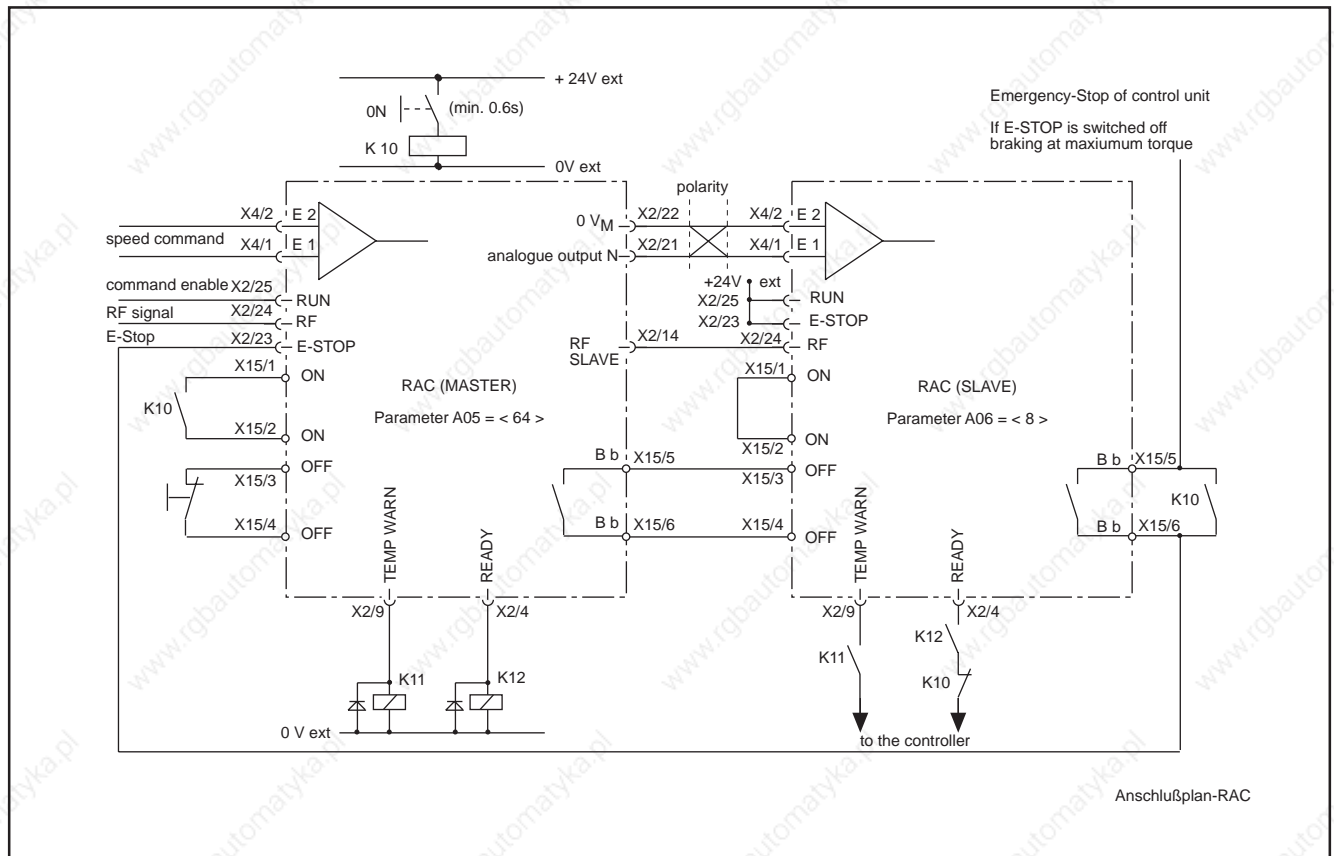 + 24V ext
0N
(min. 0.6s)
K 10
0V ext
Emergency-Stop of control unit
If E-STOP is switched off
braking at maxiumum torque
polarity
X4/2
E 2
speed command
X4/1
E 1
command enable
X2/25
RUN
RF signal
X2/24
RF
E-Stop
X2/23
E-STOP
X15/1
ON
K10
X15/2
ON
OFF
X15/3
X15/4
OFF
RAC (MASTER)
Parameter A05 = < 64 >
0 VM
X2/22
analogue output N
X2/21
RF
SLAVE
X2/14
B b
X15/5
B b
X15/6
TEMP WARN
READY
X2/9
X2/4
K11
K12
0 V ext
X4/2
E 2
X4/1
E 1
+24V
ext
X2/25
RUN
X2/23
E-STOP
X2/24
RF
X15/1
ON
ON
X15/2
OFF
X15/3
X15/4
OFF
RAC (SLAVE)
Parameter A06 = < 8 >
B b
X15/5
K10
B b
X15/6
TEMP WARN
READY
X2/9
X2/4
K11
K12
K10
to the controller
Anschlußplan-RAC
www.rgbautomatyka.pl